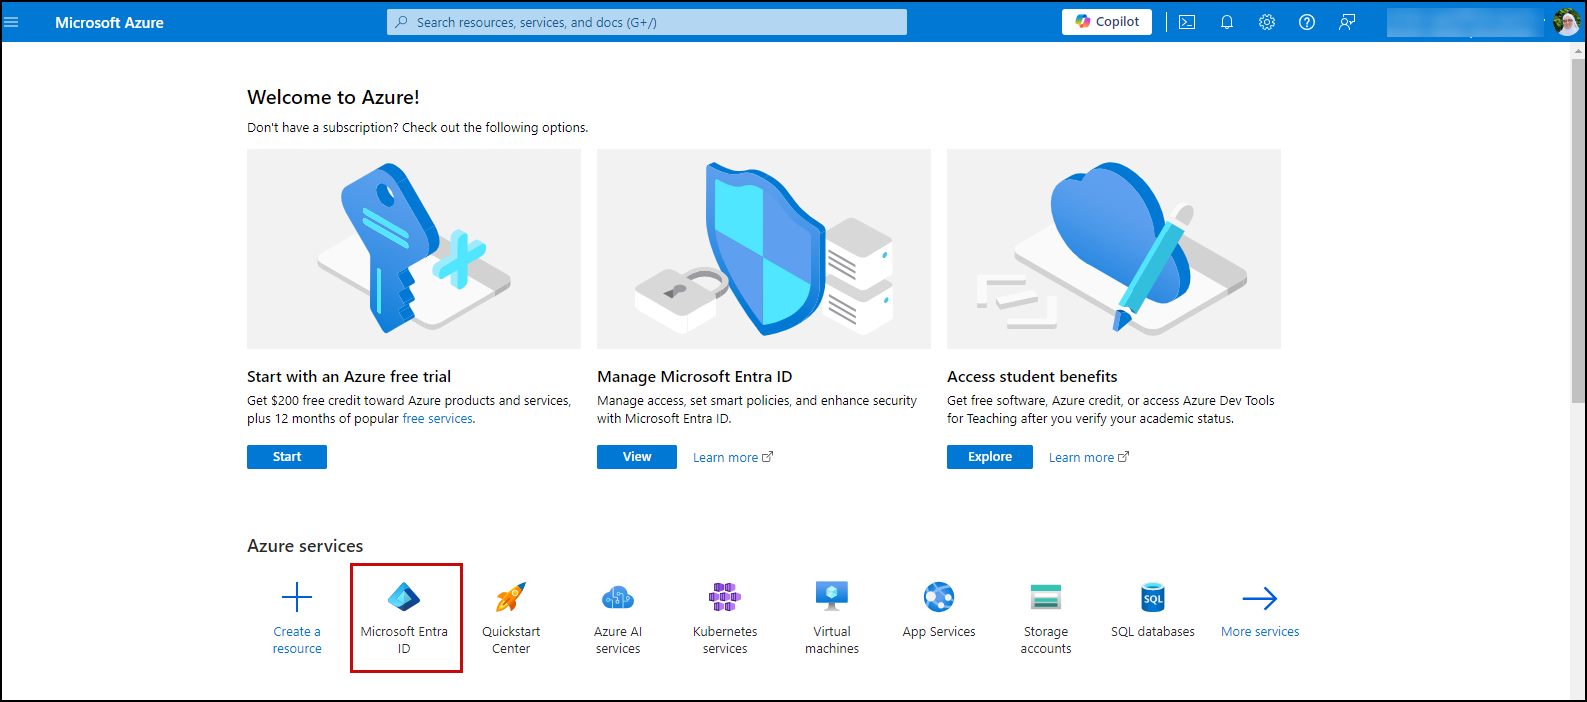 Microsoft Azure
Search resources, services, and docs (G+/)
Copilot
Welcome to Azure!
Don't have a subscription? Check out the following options.
Start with an Azure free trial
Get $200 free credit toward Azure products and services,
plus 12 months of popular free services.
Start
Manage Microsoft Entra ID
Manage access, set smart policies, and enhance security
with Microsoft Entra ID.
View
Learn more
Access student benefits
Get free software, Azure credit, or access Azure Dev Tools
for Teaching after you verify your academic status.
Explore
Learn more
Azure services
Create a
resource
Microsoft Entra
ID
Quickstart
Center
Azure AI
services
Kubernetes
services
Virtual
machines
App Services
Storage
accounts
SQL
SQL databases
More services